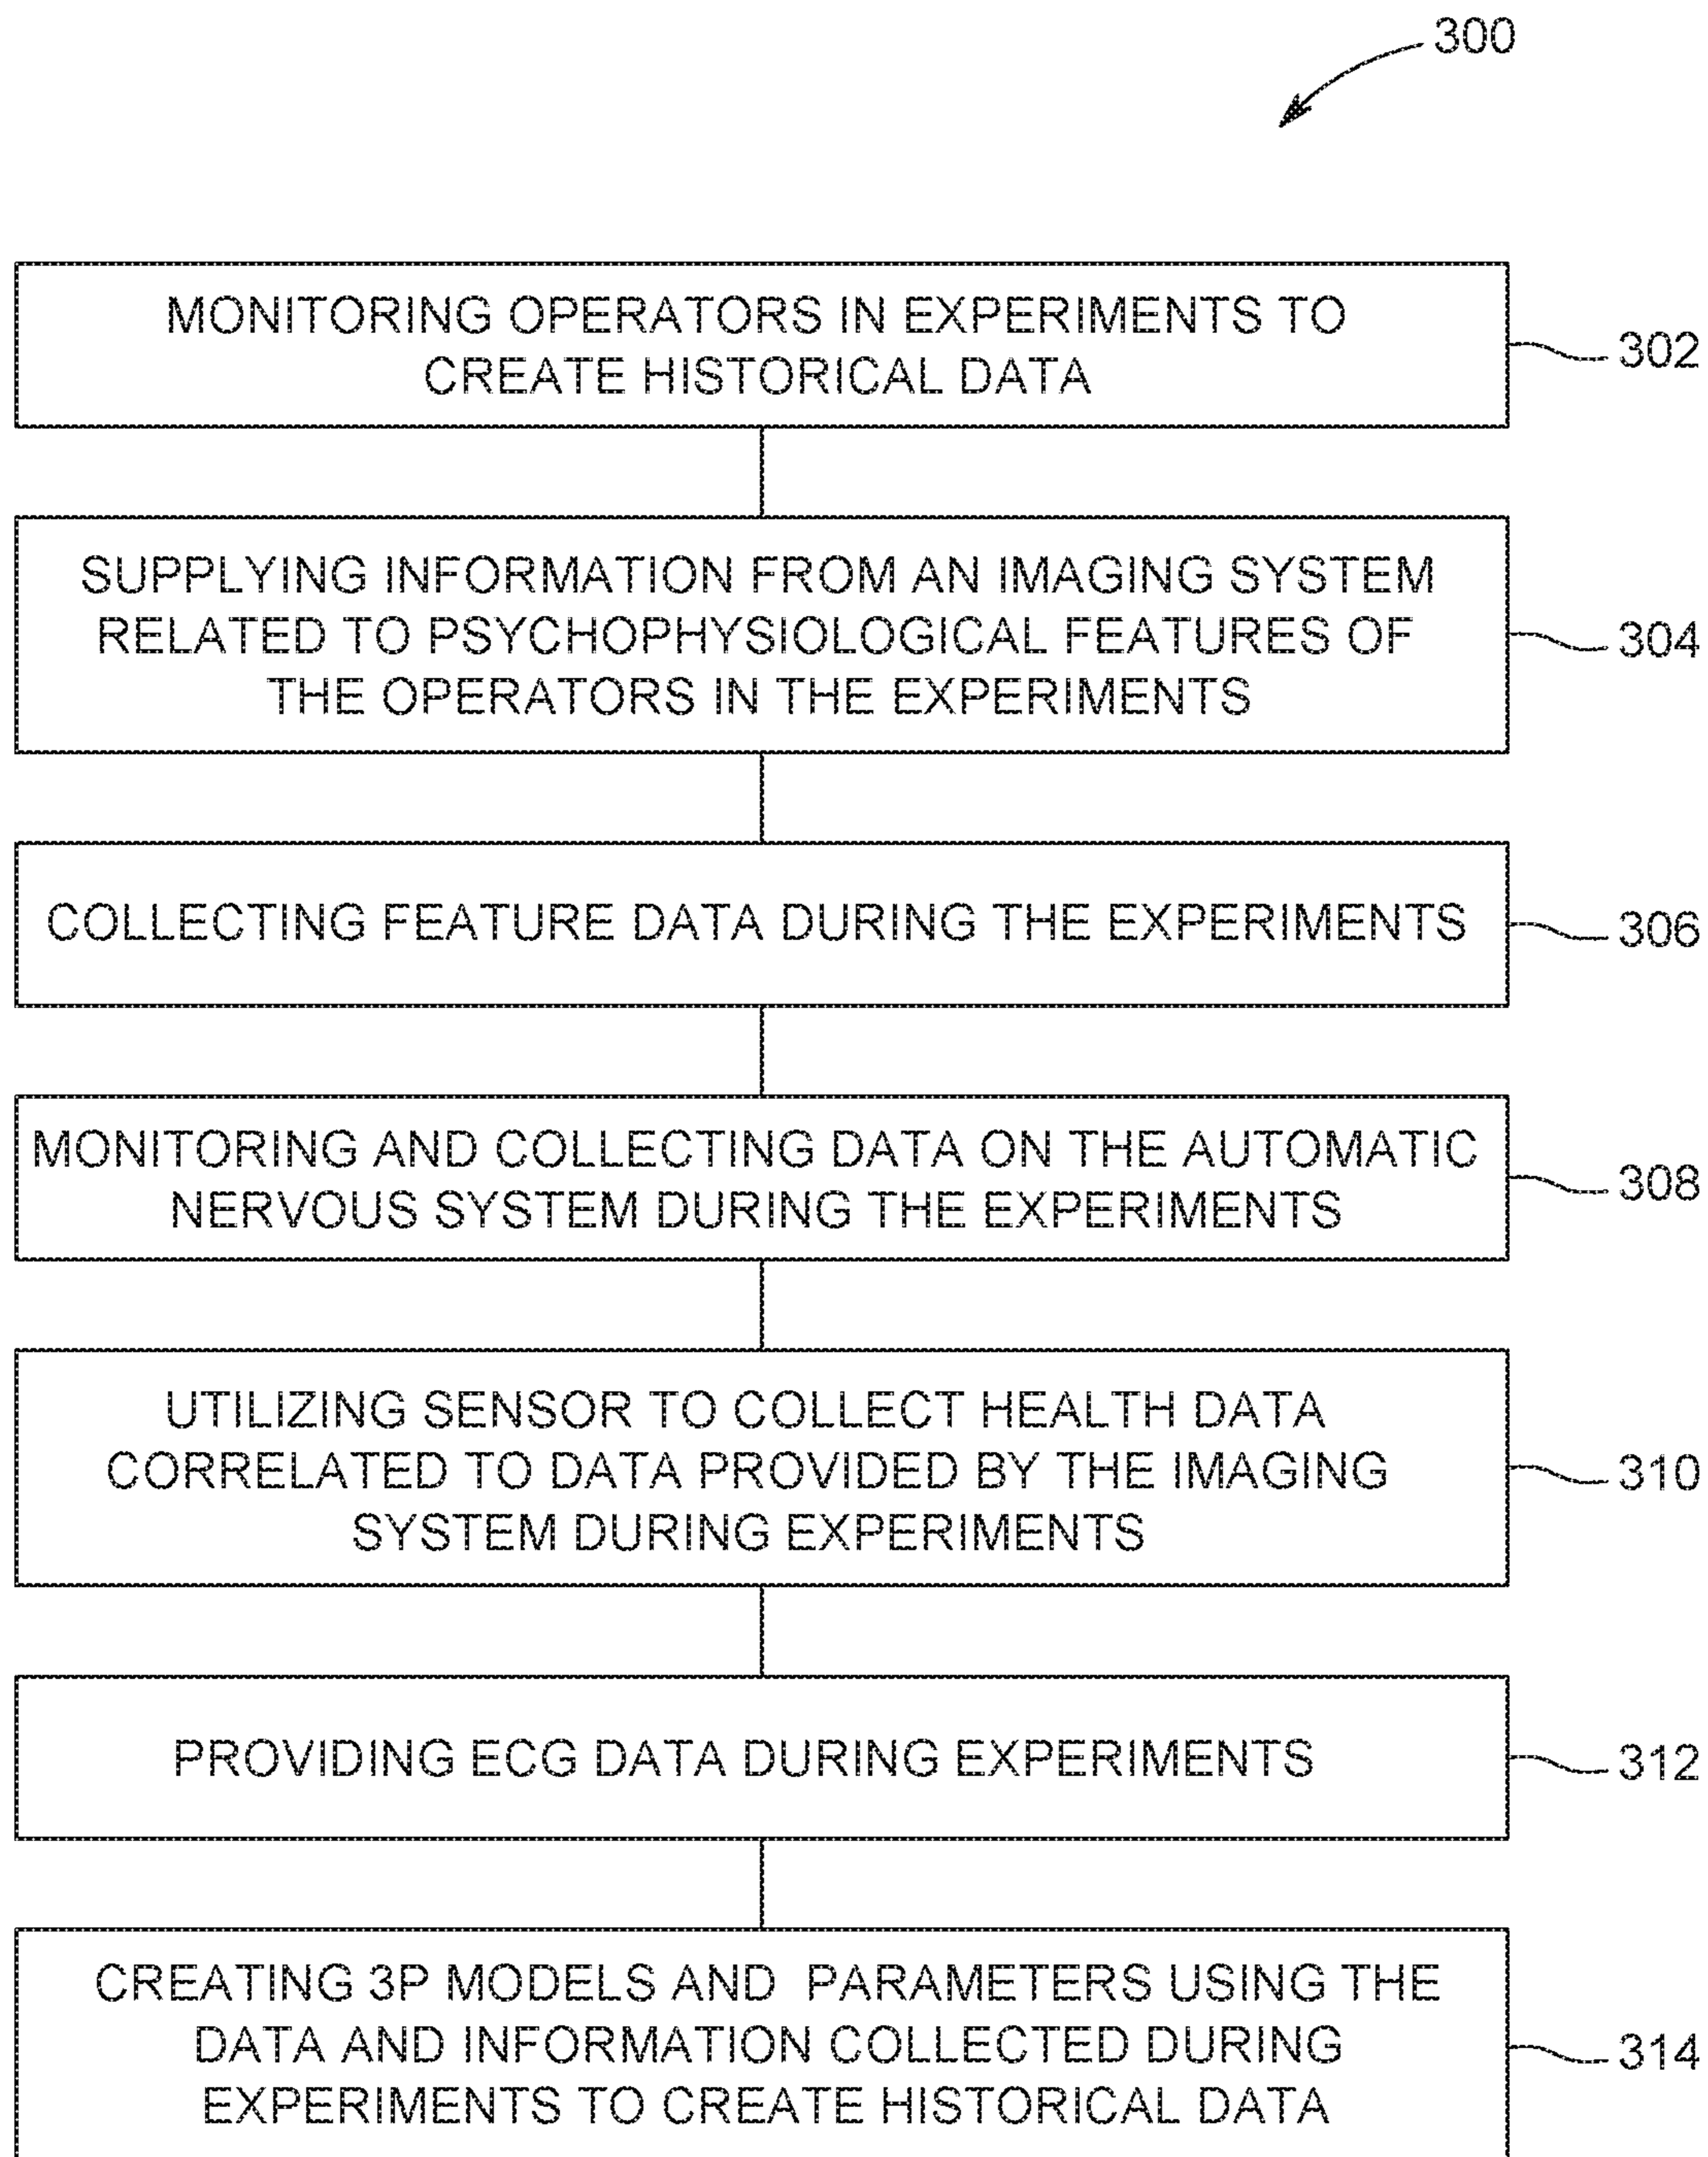 300
MONITORING OPERATORS IN EXPERIMENTS TO
CREATE HISTORICAL DATA
302
SUPPLYING INFORMATION FROM AN IMAGING SYSTEM
RELATED TO PSYCHOPHYSIOLOGICAL FEATURES OF
THE OPERATORS IN THE EXPERIMENTS
304
COLLECTING FEATURE DATA DURING THE EXPERIMENTS
306
MONITORING AND COLLECTING DATA ON THE AUTOMATIC
NERVOUS SYSTEM DURING THE EXPERIMENTS
308
UTILIZING SENSOR TO COLLECT HEALTH DATA
CORRELATED TO DATA PROVIDED BY THE IMAGING
SYSTEM DURING EXPERIMENTS
310
PROVIDING ECG DATA DURING EXPERIMENTS
312
CREATING 3P MODELS AND PARAMETERS USING THE
DATA AND INFORMATION COLLECTED DURING
EXPERIMENTS TO CREATE HISTORICAL DATA
314